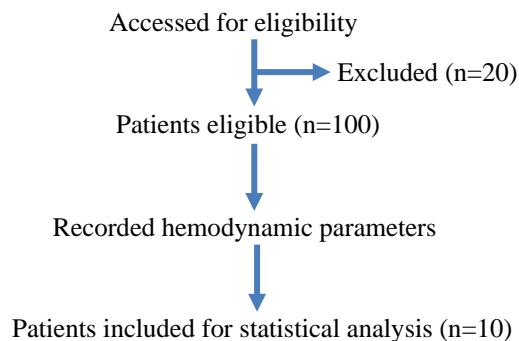 Accessed for eligibility
Excluded (n=20)
Patients eligible (n=100)
Recorded hemodynamic parameters
Patients included for statistical analysis (n=10)